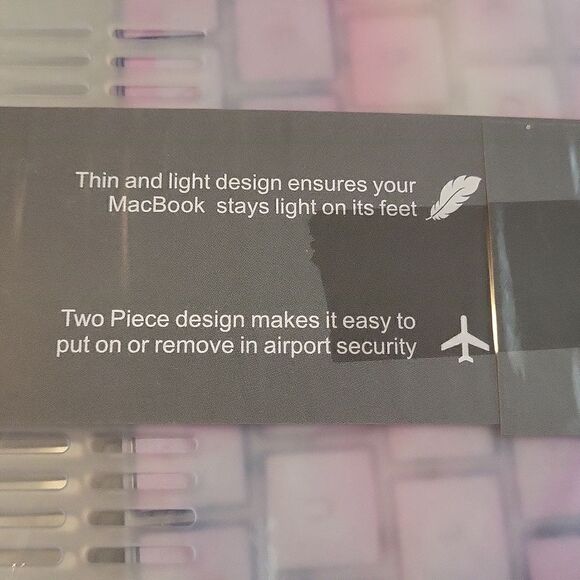 Thin and light design ensures your
MacBook  stays light on its feet
Two Piece design makes it easy to
put on or remove in airport security